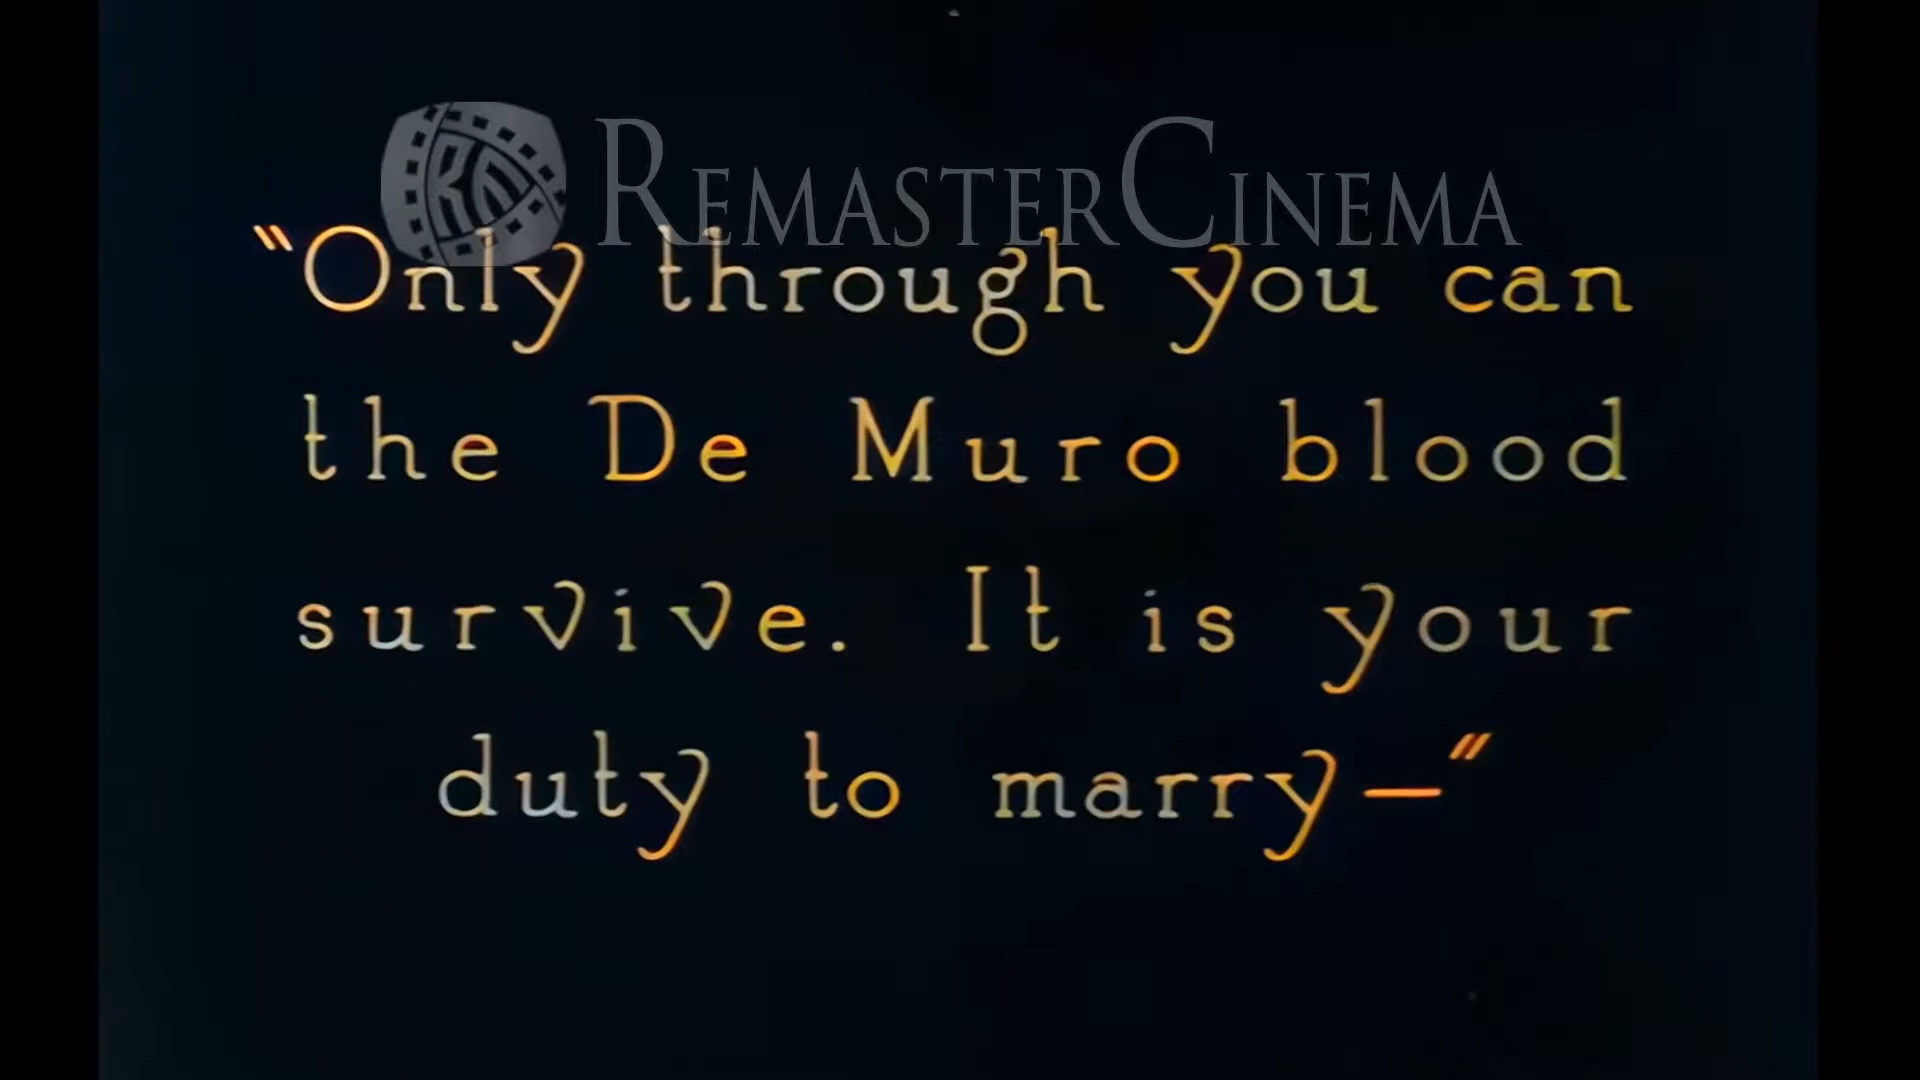 REMASTERCINEMA
“Only through you can
the De Muro blood
survive. It is your
duty to marry—”